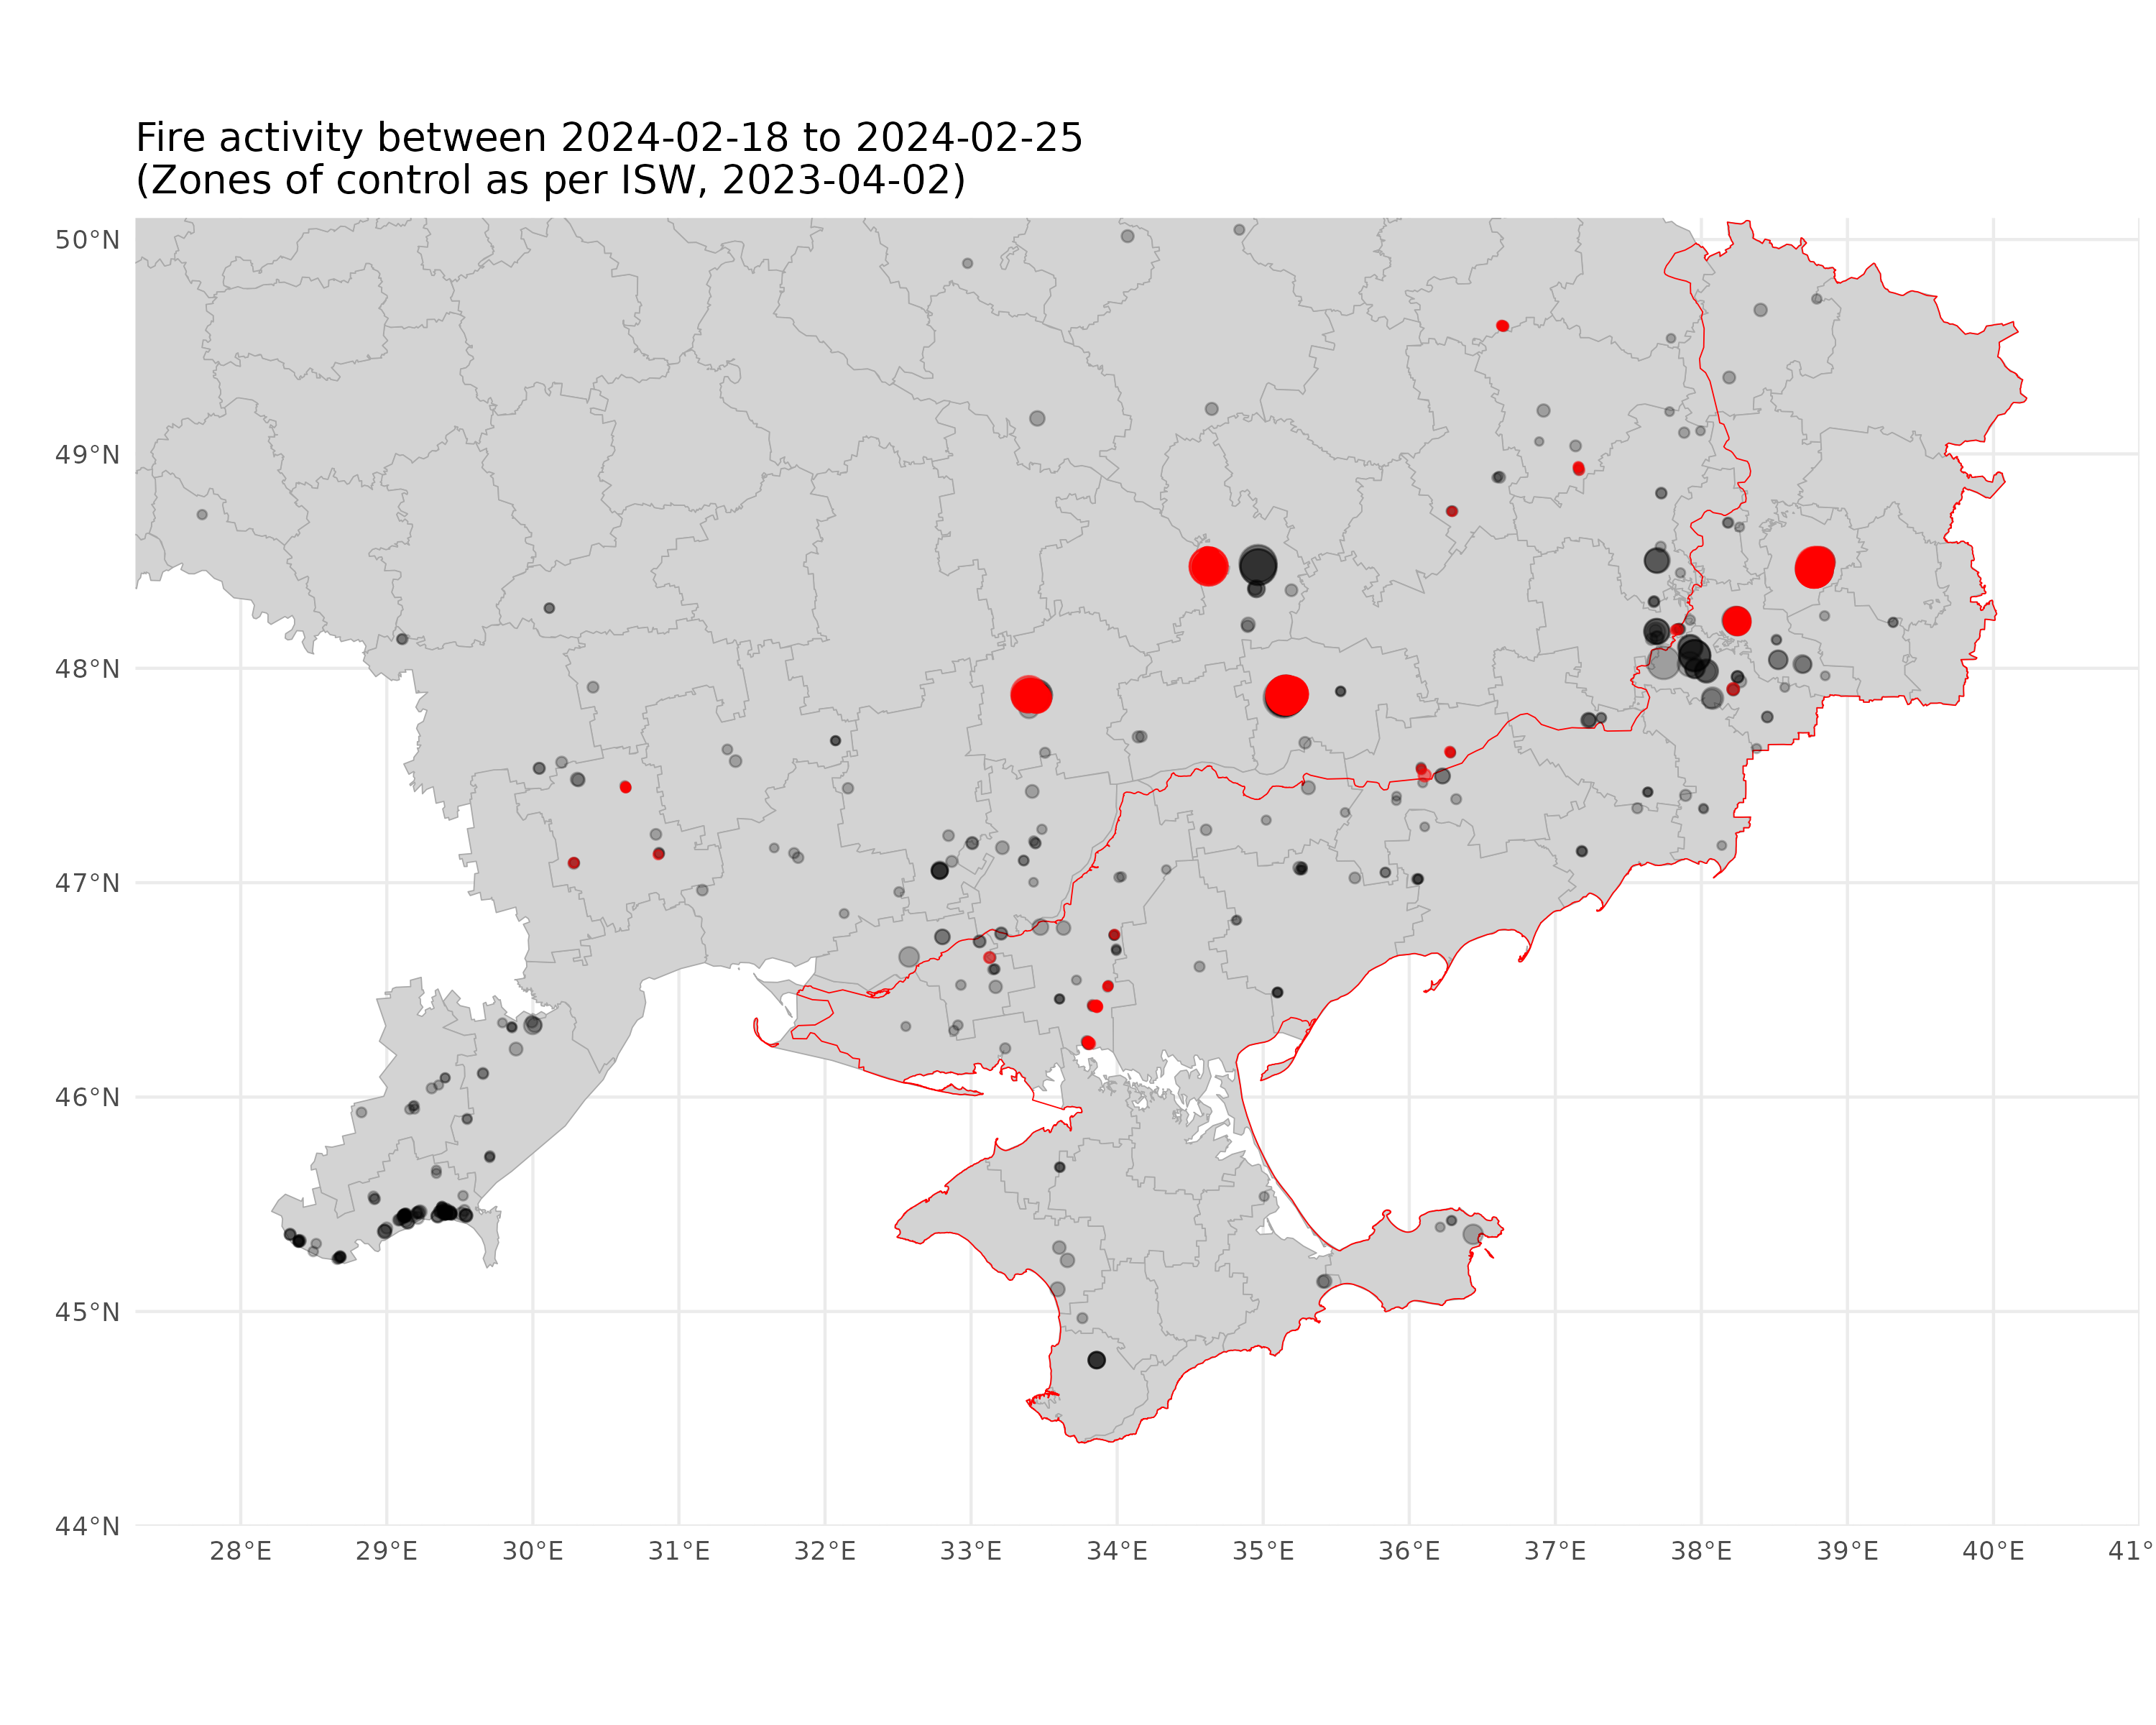 Fire activity between 2024-02-18 to 2024-02-25
(Zones of control as per ISW, 2023-04-02)
50°N
49°N
48°N
47°N
46°N
45°N
44°N
28°E 29°E 30°E 31°E 32°E 33°E 34°E 35°E 36°E 37°E 38°E 39°E 40°E 41°